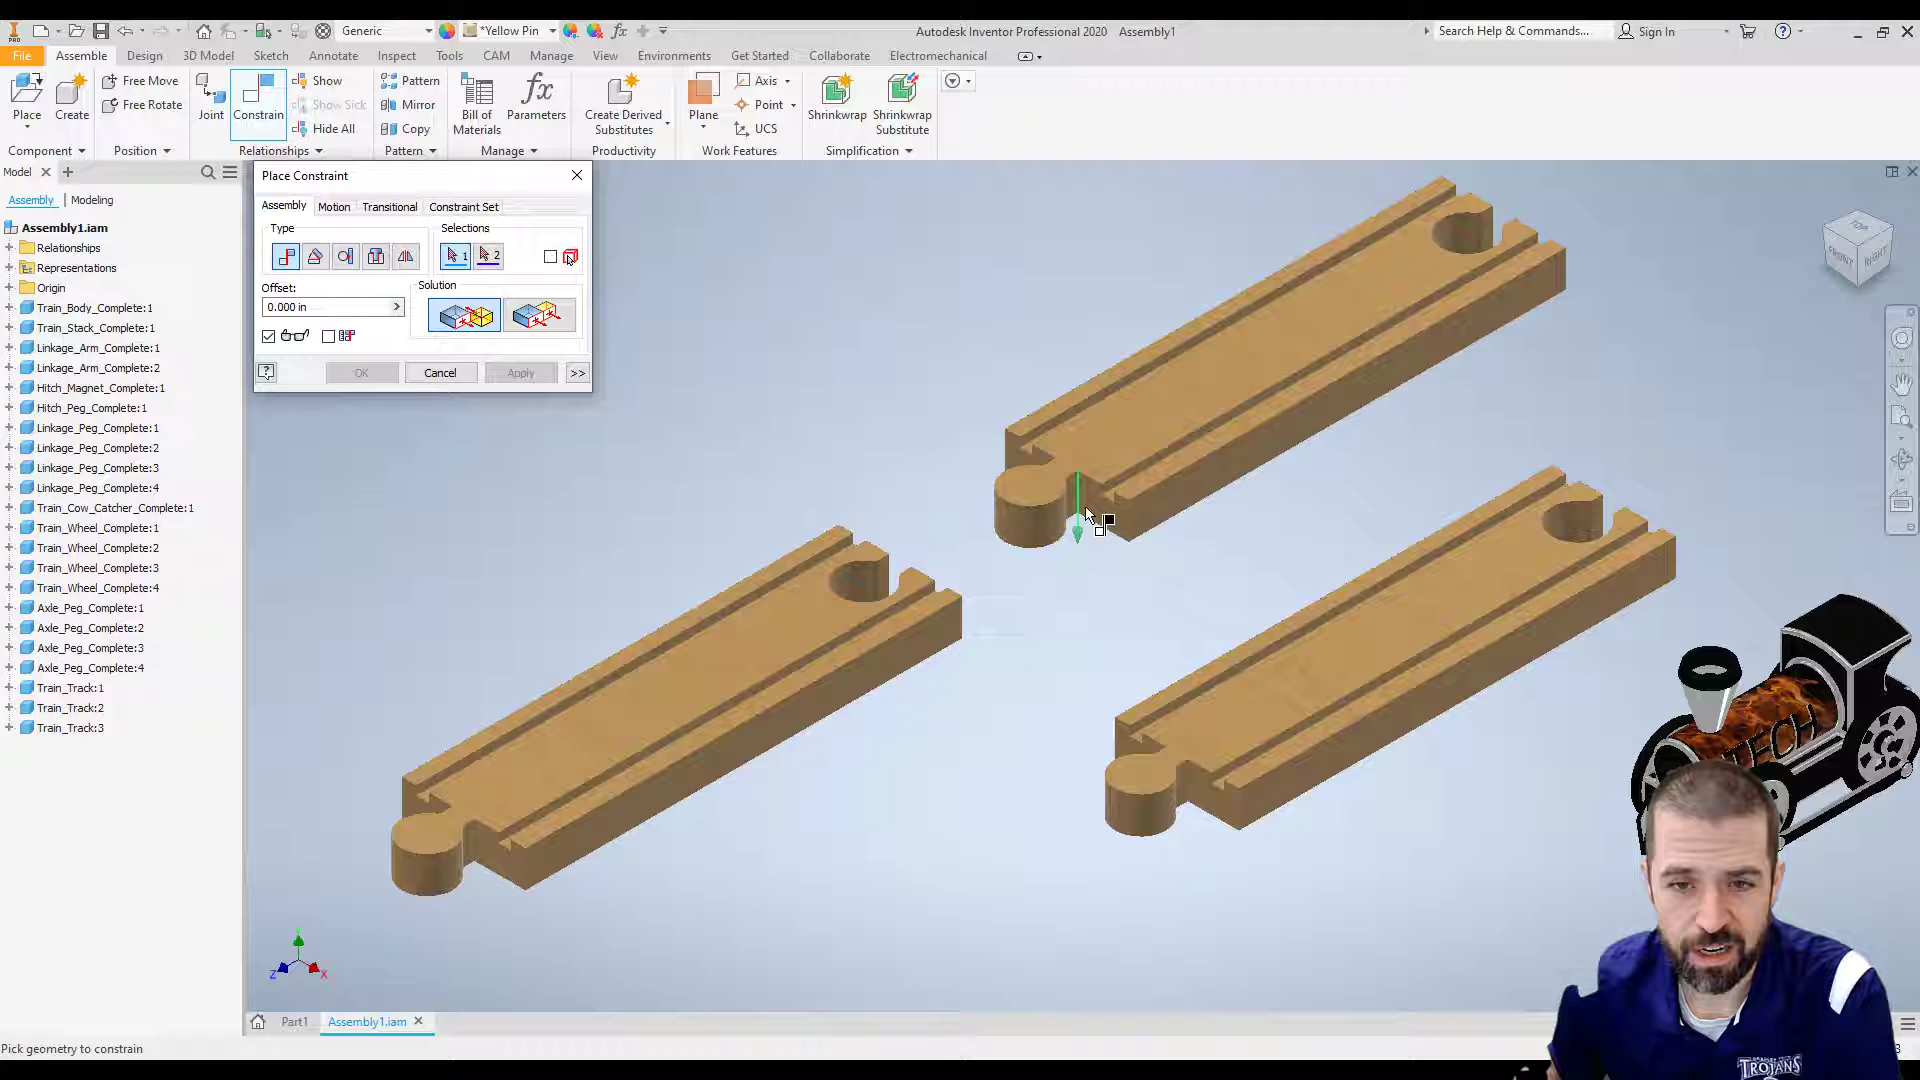 Generic
*Yellow Pin
Autodesk Inventor Professional 2020 Assembly1
Search Help & Commands...
Sign In
File Assemble Design 3D Model Sketch Annotate Inspect Tools CAM Manage View Environments Get Started Collaborate Electromechanical
Place Create Free Move Free Rotate Joint Constrain Show Show Sick Hide All Pattern Mirror Copy Bill of Materials Parameters Create Derived Substitutes Plane Axis Point UCS Shrinkwrap Shrinkwrap Substitute
Component Position Relationships Pattern Manage Productivity Work Features Simplification
Model
Assembly Modeling
Assembly1.iam
Relationships
Representations
Origin
Train_Body_Complete:1
Train_Stack_Complete:1
Linkage_Arm_Complete:1
Linkage_Arm_Complete:2
Hitch_Magnet_Complete:1
Hitch_Peg_Complete:1
Linkage_Peg_Complete:1
Linkage_Peg_Complete:2
Linkage_Peg_Complete:3
Linkage_Peg_Complete:4
Train_Cow_Catcher_Complete:1
Train_Wheel_Complete:1
Train_Wheel_Complete:2
Train_Wheel_Complete:3
Train_Wheel_Complete:4
Axle_Peg_Complete:1
Axle_Peg_Complete:2
Axle_Peg_Complete:3
Axle_Peg_Complete:4
Train_Track:1
Train_Track:2
Train_Track:3
Place Constraint
Assembly Motion Transitional Constraint Set
Type Selections
1 2
Offset: Solution
0.000 in
OK Cancel Apply >>
TOP
FRONT RIGHT
TECH
TROJANS
Z X
Part1 Assembly1.iam
Pick geometry to constrain